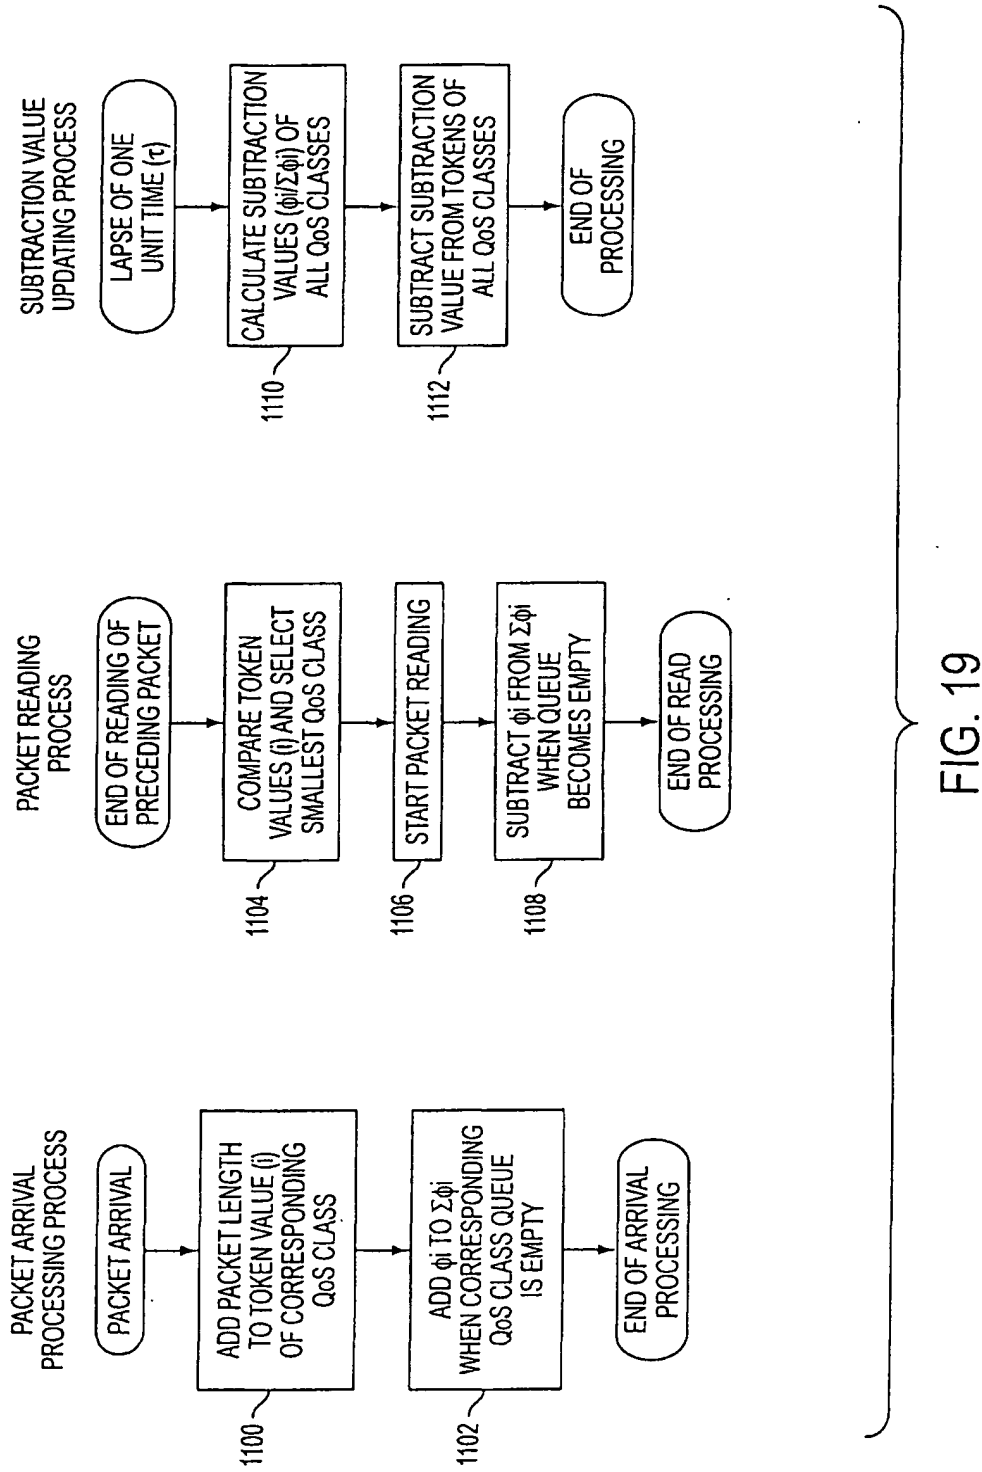 PACKET ARRIVAL
PROCESSING PROCESS
PACKET ARRIVAL
ADD PACKET LENGTH
TO TOKEN VALUE (i)
OF CORRESPONDING
QoS CLASS
1100
ADD ϕi TO Σϕi
WHEN CORRESPONDING
QoS CLASS QUEUE
IS EMPTY
1102
END OF ARRIVAL
PROCESSING
PACKET READING
PROCESS
END OF READING OF
PRECEDING PACKET
COMPARE TOKEN
VALUES (i) AND SELECT
SMALLEST QoS CLASS
1104
START PACKET READING
1106
SUBTRACT ϕi FROM Σϕi
WHEN QUEUE
BECOMES EMPTY
1108
END OF READ
PROCESSING
SUBTRACTION VALUE
UPDATING PROCESS
LAPSE OF ONE
UNIT TIME (τ)
CALCULATE SUBTRACTION
VALUES (ϕi/Σϕi) OF
ALL QoS CLASSES
1110
SUBTRACT SUBTRACTION
VALUE FROM TOKENS OF
ALL QoS CLASSES
1112
END OF
PROCESSING
FIG. 19